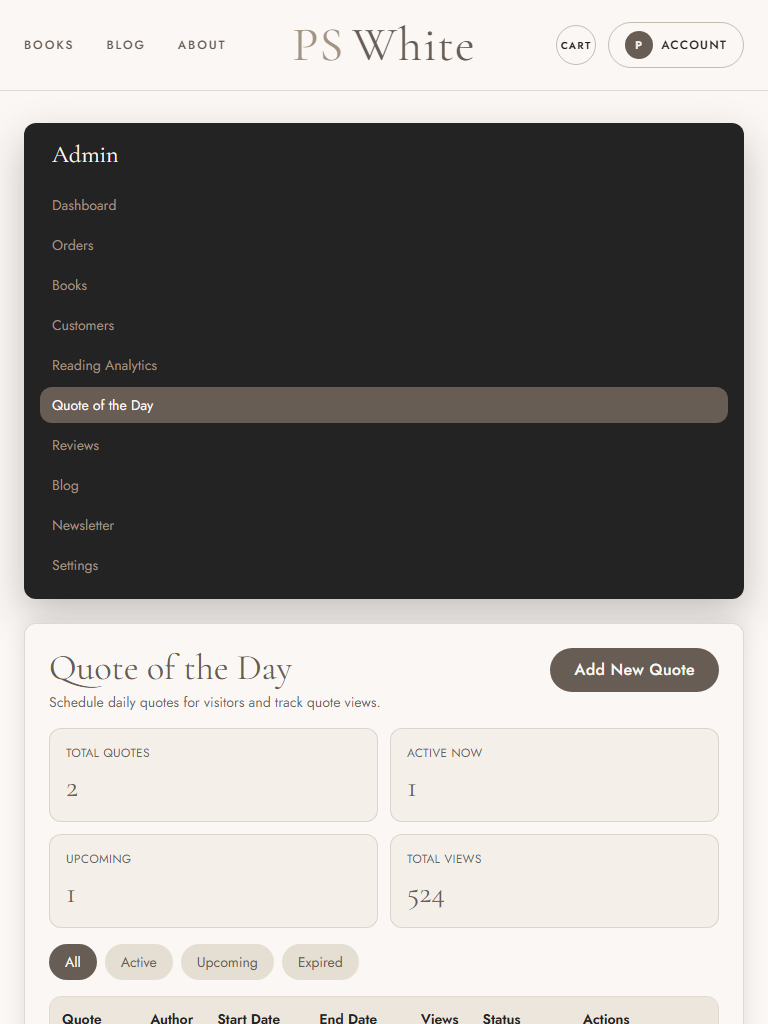 BOOKS BLOG ABOUT PS White CART P ACCOUNT
Admin
Dashboard
Orders
Books
Customers
Reading Analytics
Quote of the Day
Reviews
Blog
Newsletter
Settings
Quote of the Day Add New Quote
Schedule daily quotes for visitors and track quote views.
TOTAL QUOTES ACTIVE NOW
2 1
UPCOMING TOTAL VIEWS
1 524
All Active Upcoming Expired
Quote Author Start Date End Date Views Status Actions